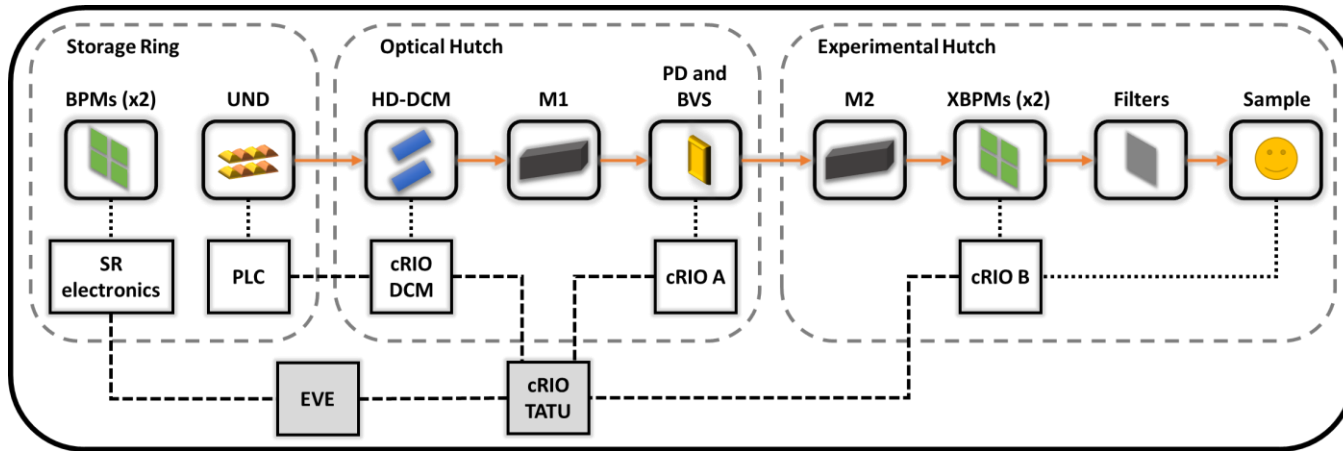 Storage Ring
Optical Hutch
Experimental Hutch
BPMs (x2)
UND
HD-DCM
M1
PD and
BVS
M2
XBPMs (x2)
Filters
Sample
SR
electronics
PLC
cRIO
DCM
cRIO A
cRIO B
EVE
cRIO
TATU